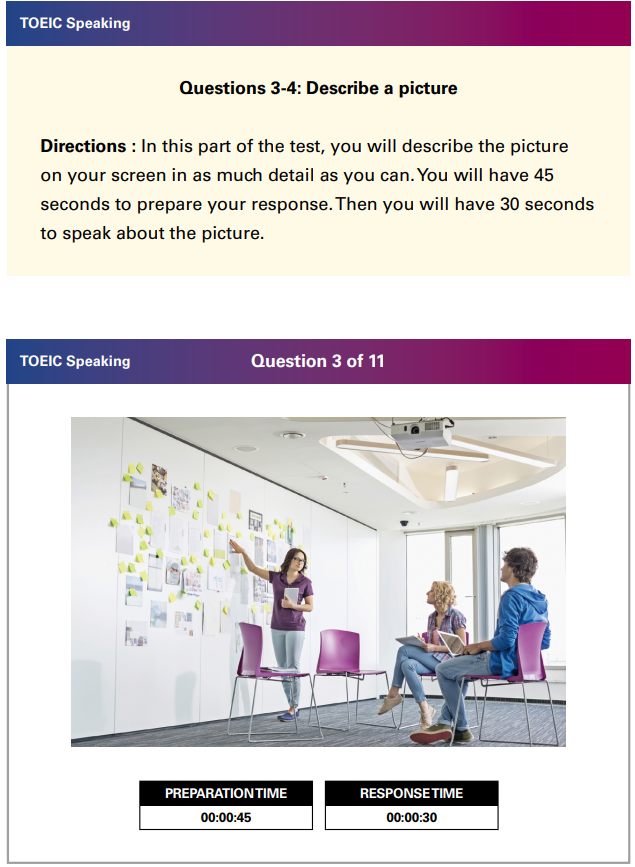 TOEIC Speaking
Questions 3-4: Describe a picture
Directions : In this part of the test, you will describe the picture
on your screen in as much detail as you can. You will have 45
seconds to prepare your response. Then you will have 30 seconds
to speak about the picture.
TOEIC Speaking
Question 3 of 11
PREPARATION TIME
RESPONSE TIME
00:00:45
00:00:30